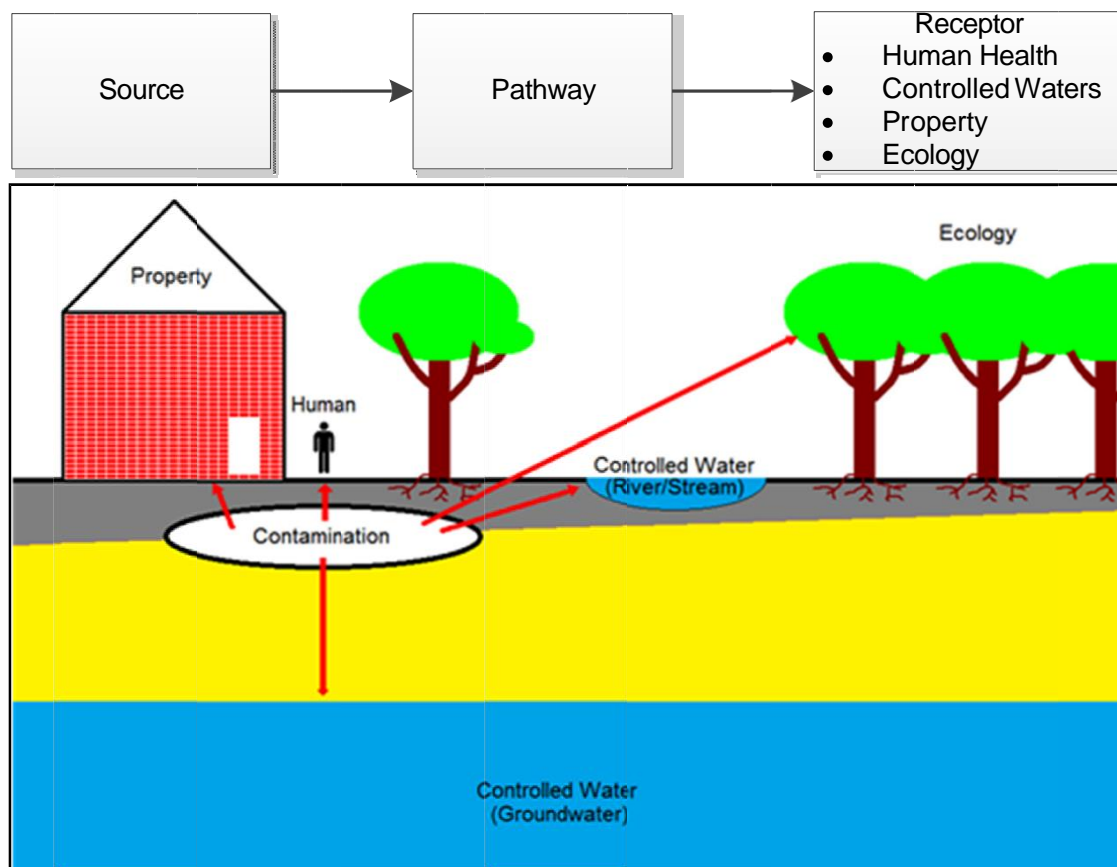 Source
Pathway
Receptor
• Human Health
• Controlled Waters
• Property
• Ecology
Ecology
Property
Human
Controlled Water
(River/Stream)
Contamination
Controlled Water
(Groundwater)